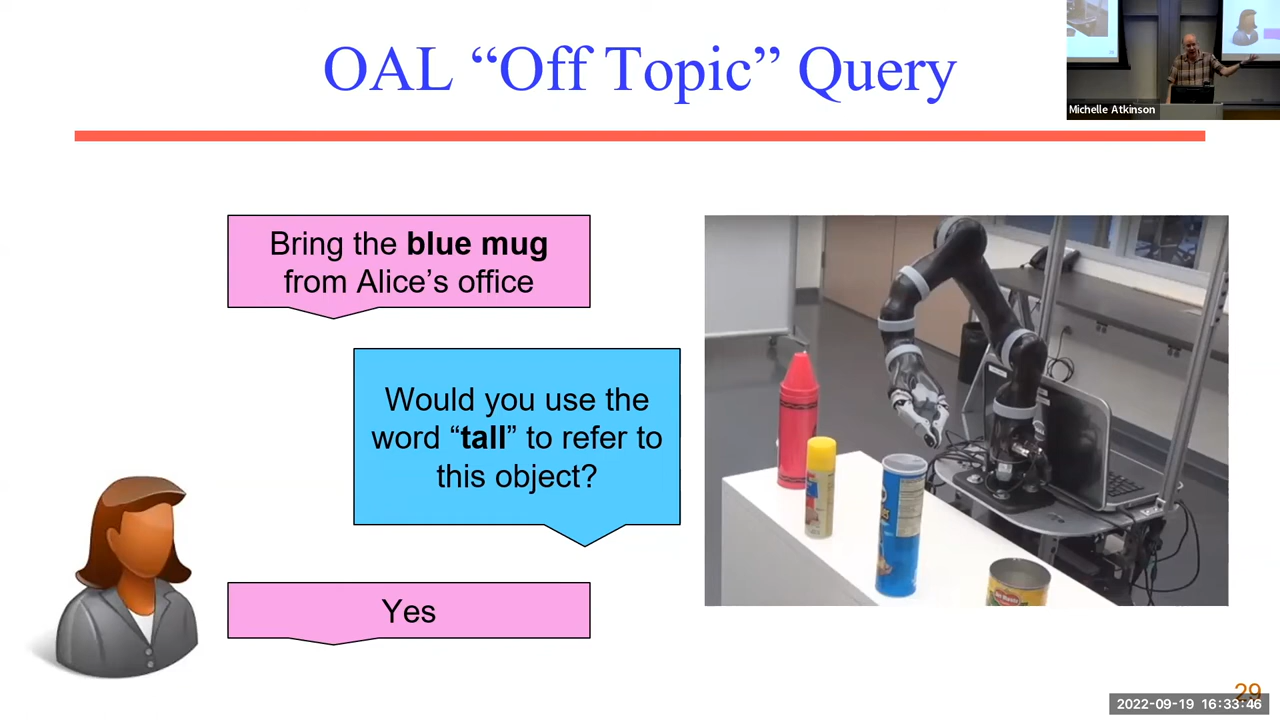 OAL “Off Topic” Query
Michelle Atkinson
Bring the blue mug
from Alice’s office
Would you use the
word “tall” to refer to
this object?
Yes
29
2022-09-19 16:33:46